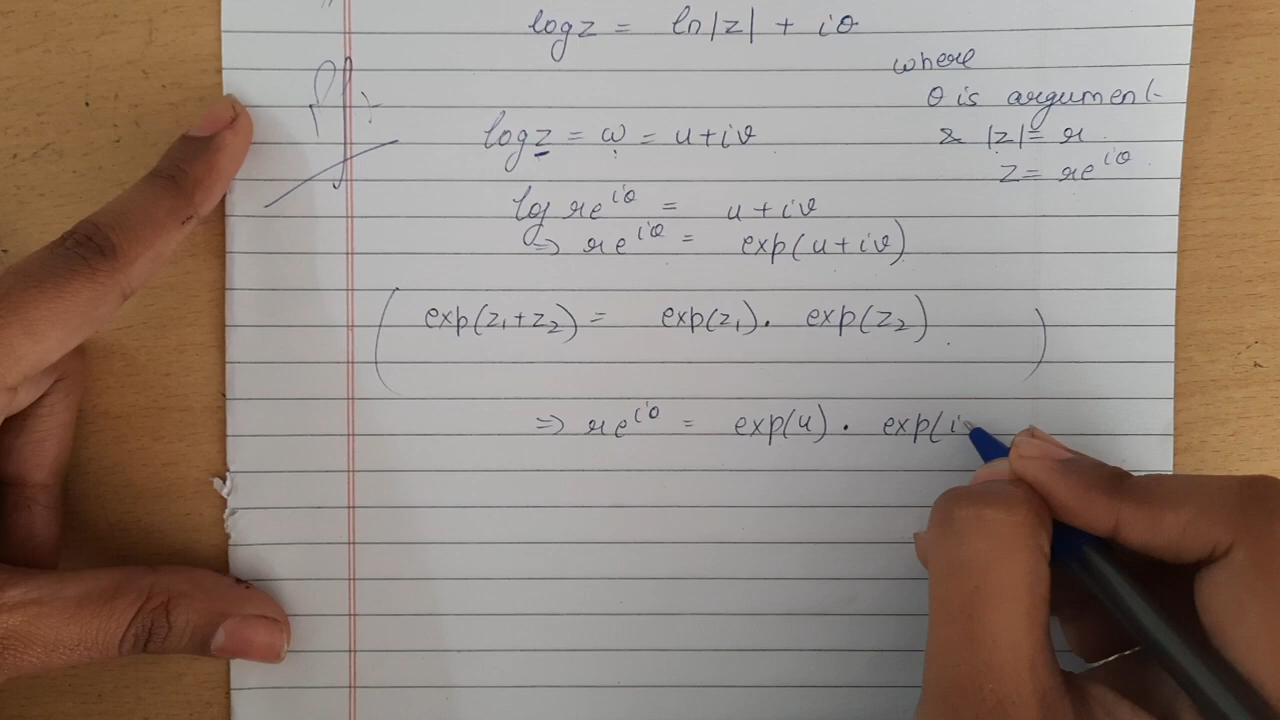 log z = ln|z| + iθ
where
θ is argument
Pf:
log z = ω = u+iv
& |z| = r
z = re^{iθ}
log re^{iθ} = u+iv
⇒ re^{iθ} = exp(u+iv)
( exp(z₁+z₂) = exp(z₁). exp(z₂). )
⇒ re^{iθ} = exp(u) . exp(i